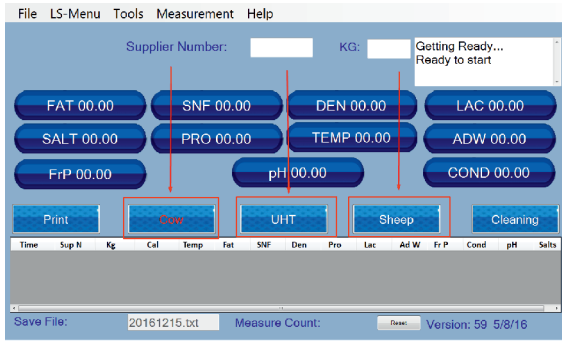 File LS-Menu Tools Measurement Help
Supplier Number: KG: Getting Ready...
Ready to start
FAT 00.00 SNF 00.00 DEN 00.00 LAC 00.00
SALT 00.00 PRO 00.00 TEMP 00.00 ADW 00.00
FrP 00.00 pH 00.00 COND 00.00
Print Cow UHT Sheep Cleaning
Time Sup N Kg Cal Temp Fat SNF Den Pro Lac Ad W Fr P Cond pH Salts
Save File: 20161215.txt Measure Count: Reset Version: 59 5/8/16